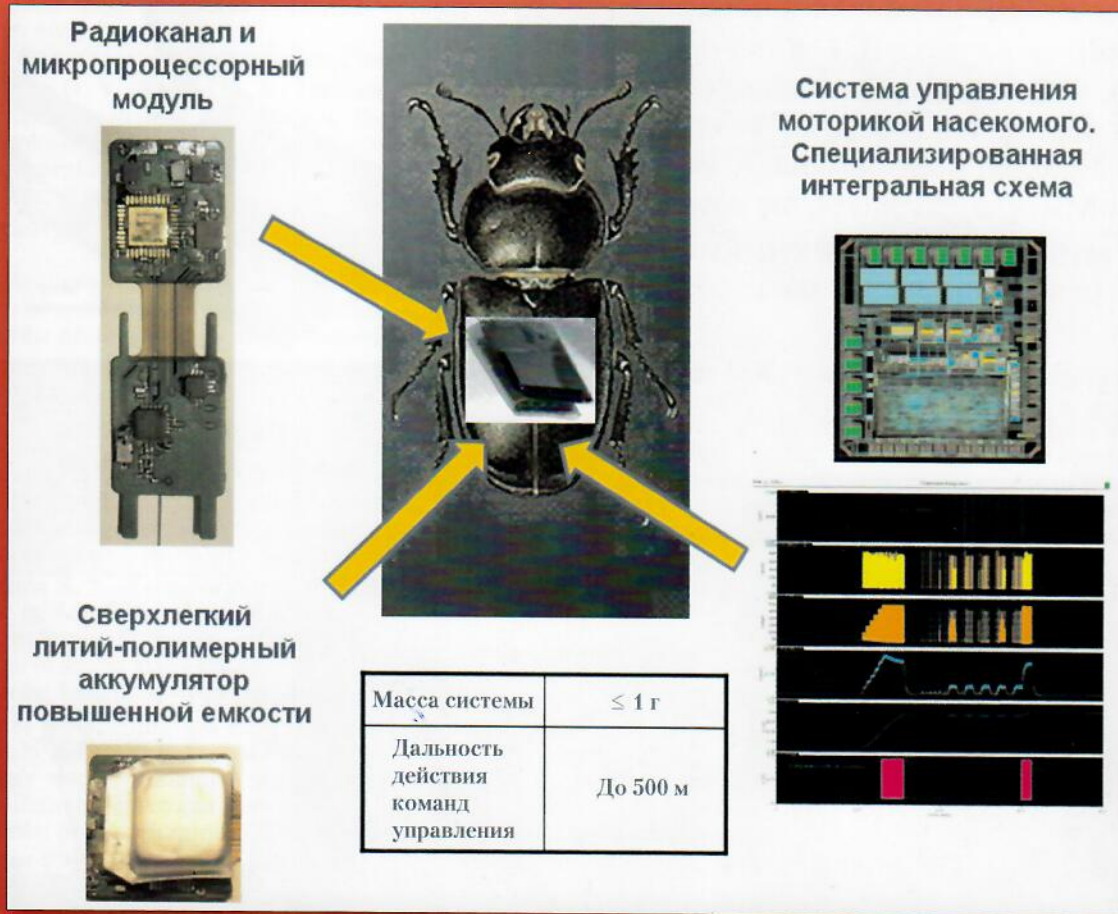 Радиоканал и
микропроцессорный
модуль
Система управления
моторикой насекомого.
Специализированная
интегральная схема
Сверхлегкий
литий-полимерный
аккумулятор
повышенной емкости
Масса системы
≤ 1 г
Дальность
действия
команд
управления
До 500 м